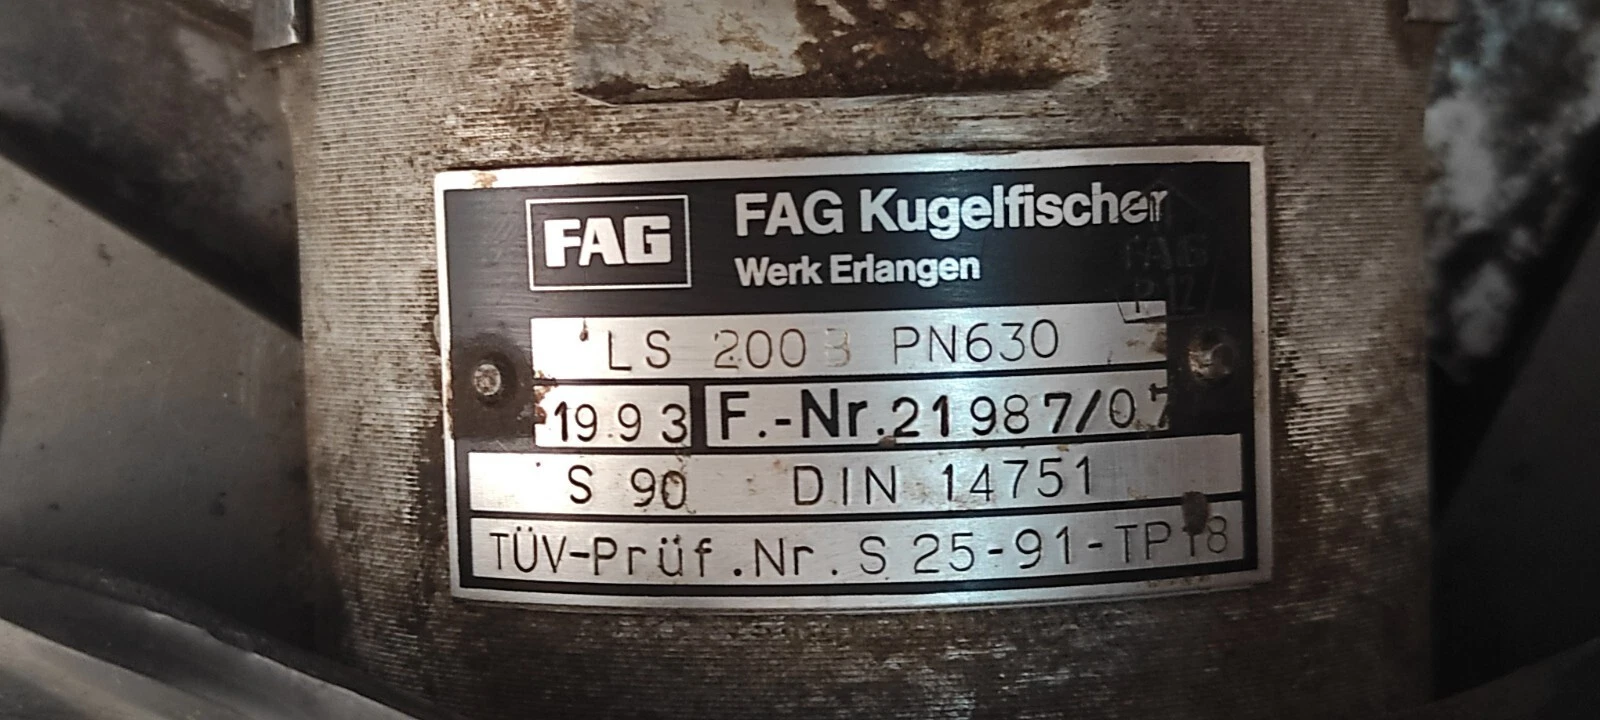 FAG
FAG Kugelfischer
Werk Erlangen
FAG
LS 200 PN630
1993 F.-Nr.21987/07
S 90 DIN 14751
TÜV-Prüf.Nr. S 25-91-TP18